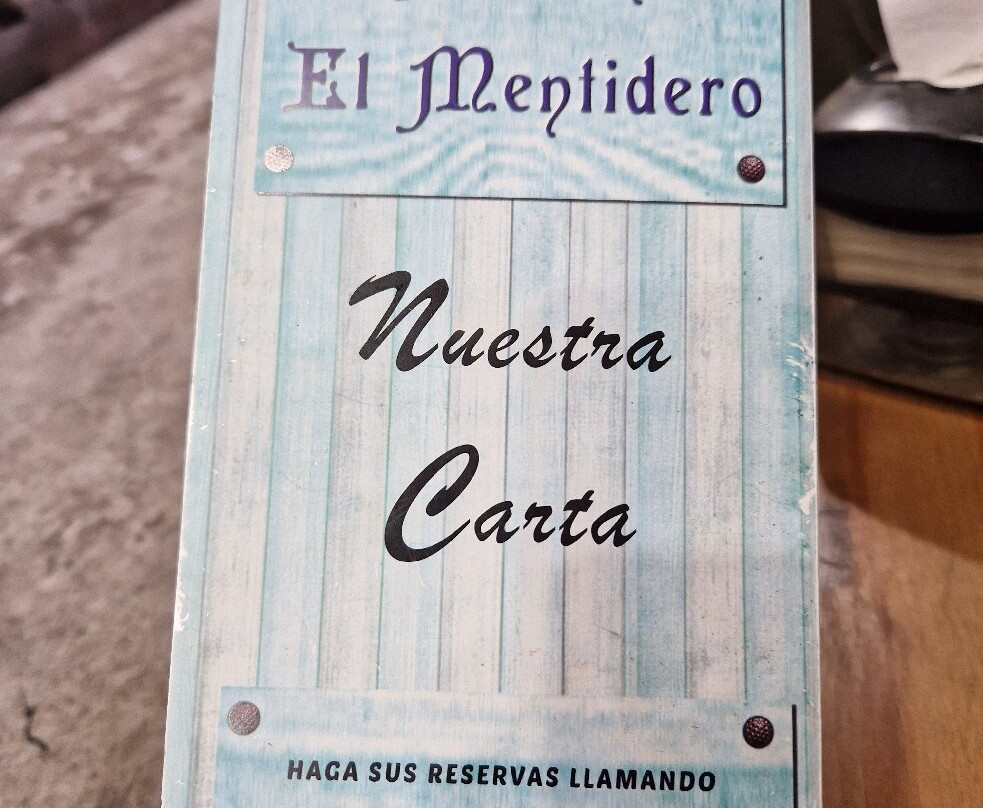 El Mentidero
Nuestra
Carta
HAGA SUS RESERVAS LLAMANDO